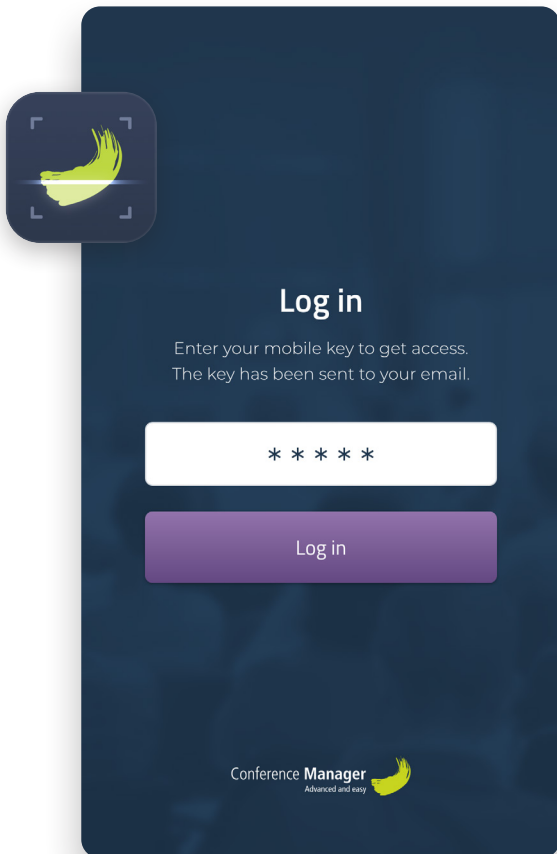 Log in
Enter your mobile key to get access.
The key has been sent to your email.
* * * * *
Log in
Conference Manager
Advanced and easy